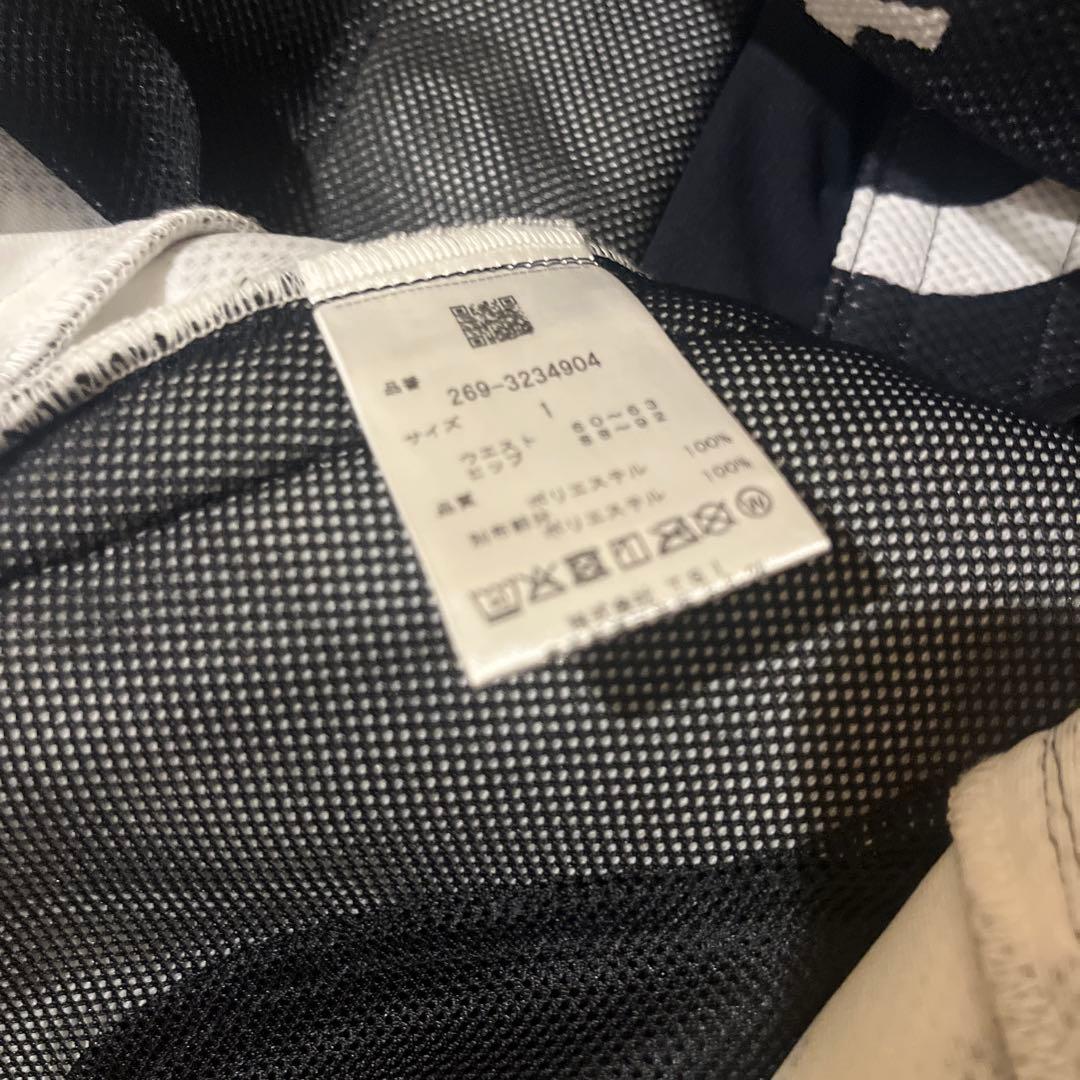 品番 269-3234904
サイズ 1
ウエスト 60～63
ヒップ 88～92
品質 ポリエステル 100%
別布部分 ポリエステル 100%
W
株式会社 TSI